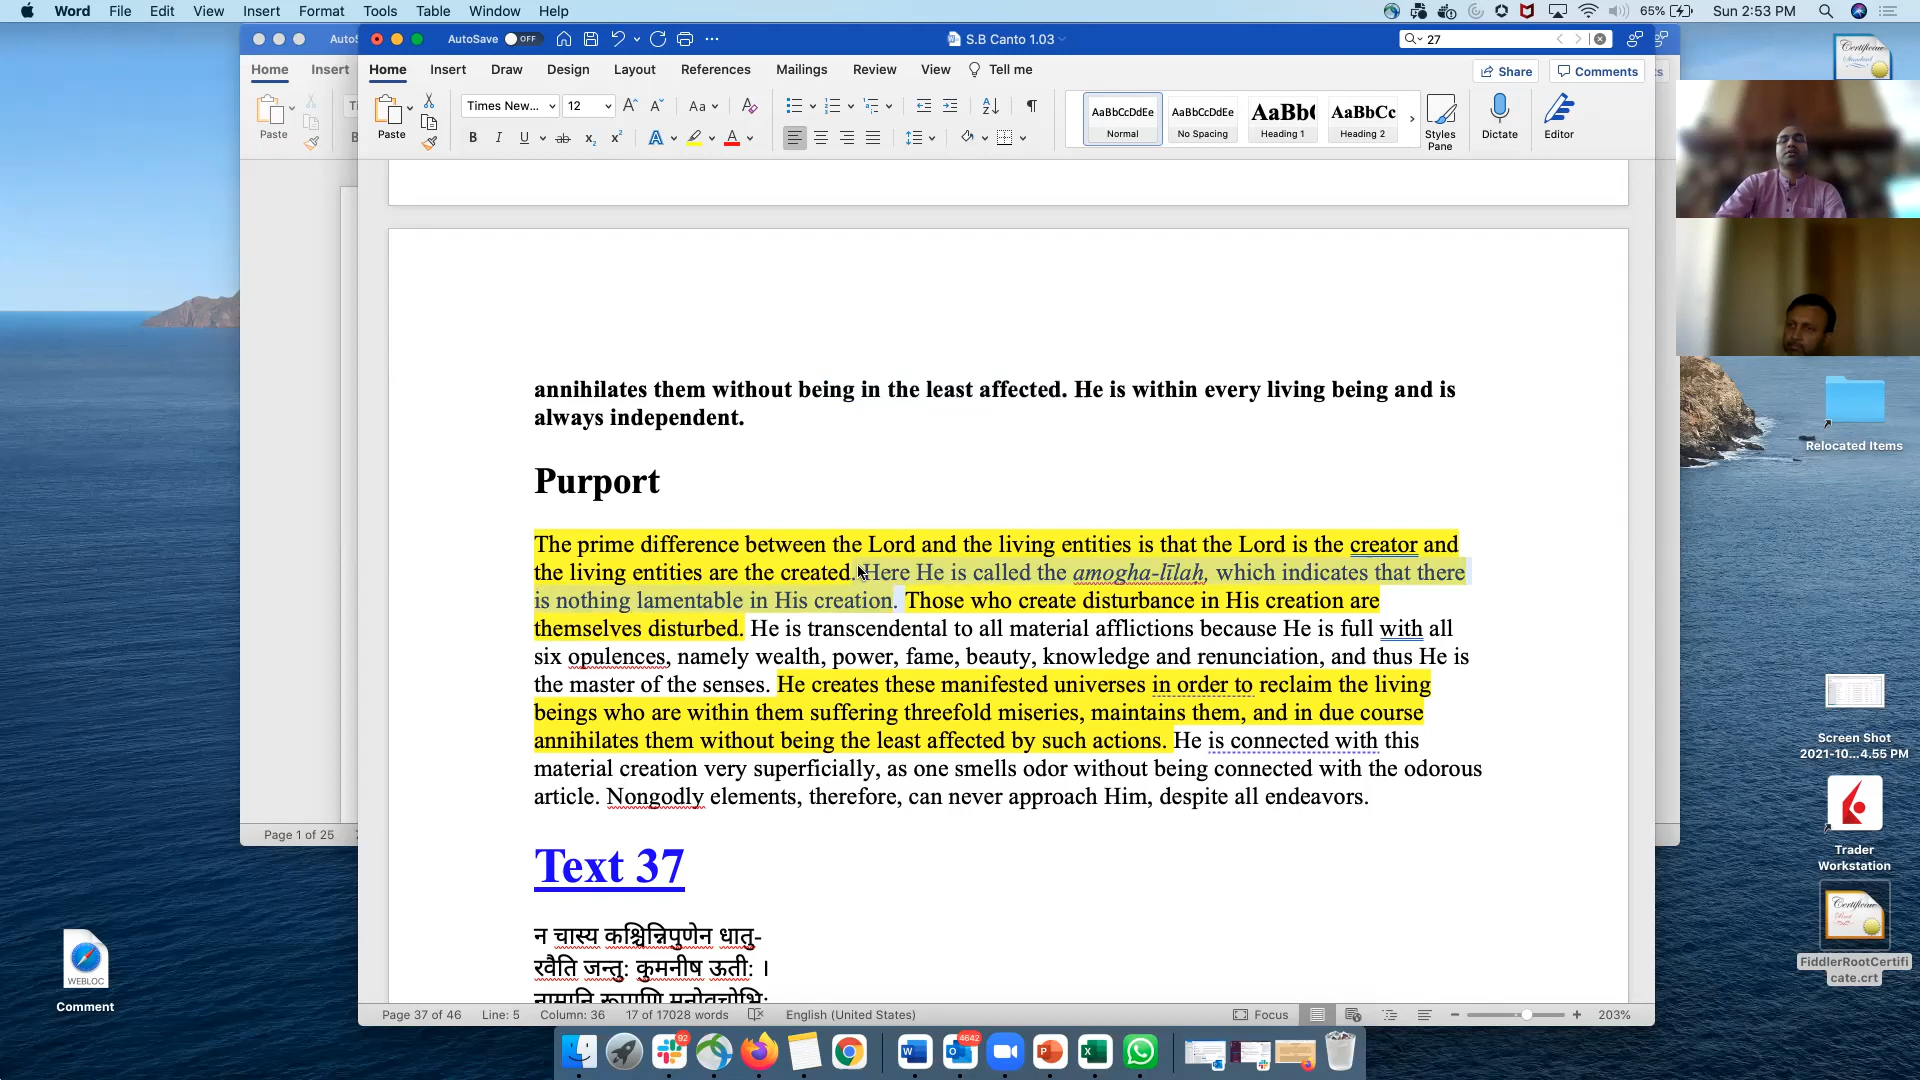 Word File Edit View Insert Format Tools Table Window Help 65% Sun 2:53 PM
AutoSave OFF S.B Canto 1.03 27
Home Insert
Home Insert Draw Design Layout References Mailings Review View Tell me Share Comments
Paste
Paste Times New... 12 Aa AaBbCcDdEe AaBbCcDdEe AaBbCc
Normal No Spacing Heading 1 Heading 2 Styles Pane Dictate Editor
annihilates them without being in the least affected. He is within every living being and is
always independent.
Purport
The prime difference between the Lord and the living entities is that the Lord is the creator and
the living entities are the created. Here He is called the amogha-līlaḥ, which indicates that there
is nothing lamentable in His creation. Those who create disturbance in His creation are
themselves disturbed. He is transcendental to all material afflictions because He is full with all
six opulences, namely wealth, power, fame, beauty, knowledge and renunciation, and thus He is
the master of the senses. He creates these manifested universes in order to reclaim the living
beings who are within them suffering threefold miseries, maintains them, and in due course
annihilates them without being the least affected by such actions. He is connected with this
material creation very superficially, as one smells odor without being connected with the odorous
article. Nongodly elements, therefore, can never approach Him, despite all endeavors.
Text 37
न चास्य कश्चिन्निपुणेन धातु-
रवैति जन्तु: कुमनीष ऊती: ।
नामानि रूपाणि मनोवचोभि:
Page 1 of 25
Page 37 of 46 Line: 5 Column: 36 17 of 17028 words English (United States) Focus 203%
Relocated Items
Screen Shot
2021-10...4.55 PM
Trader
Workstation
FiddlerRootCertifi
cate.crt
WEBLOC
Comment
92
4642